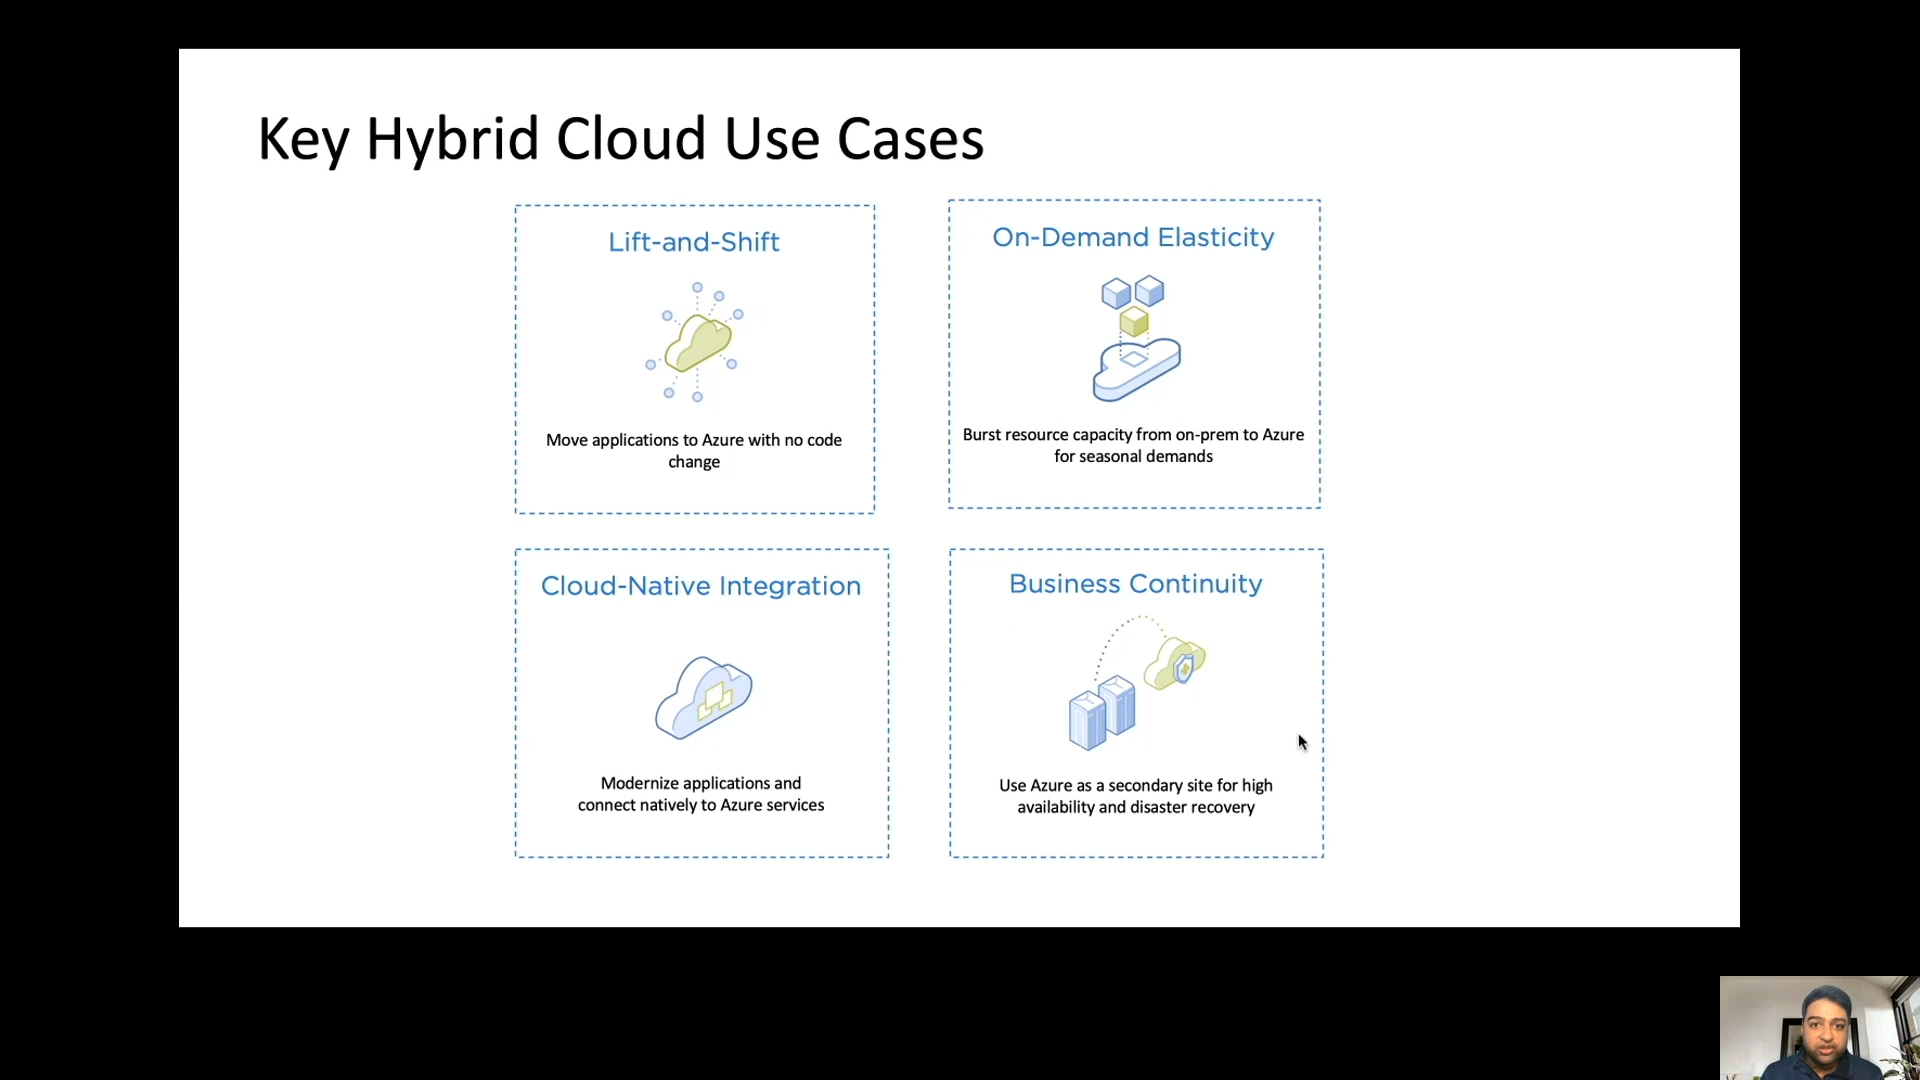 Key Hybrid Cloud Use Cases
Lift-and-Shift
Move applications to Azure with no code
change
On-Demand Elasticity
Burst resource capacity from on-prem to Azure
for seasonal demands
Cloud-Native Integration
Modernize applications and
connect natively to Azure services
Business Continuity
Use Azure as a secondary site for high
availability and disaster recovery